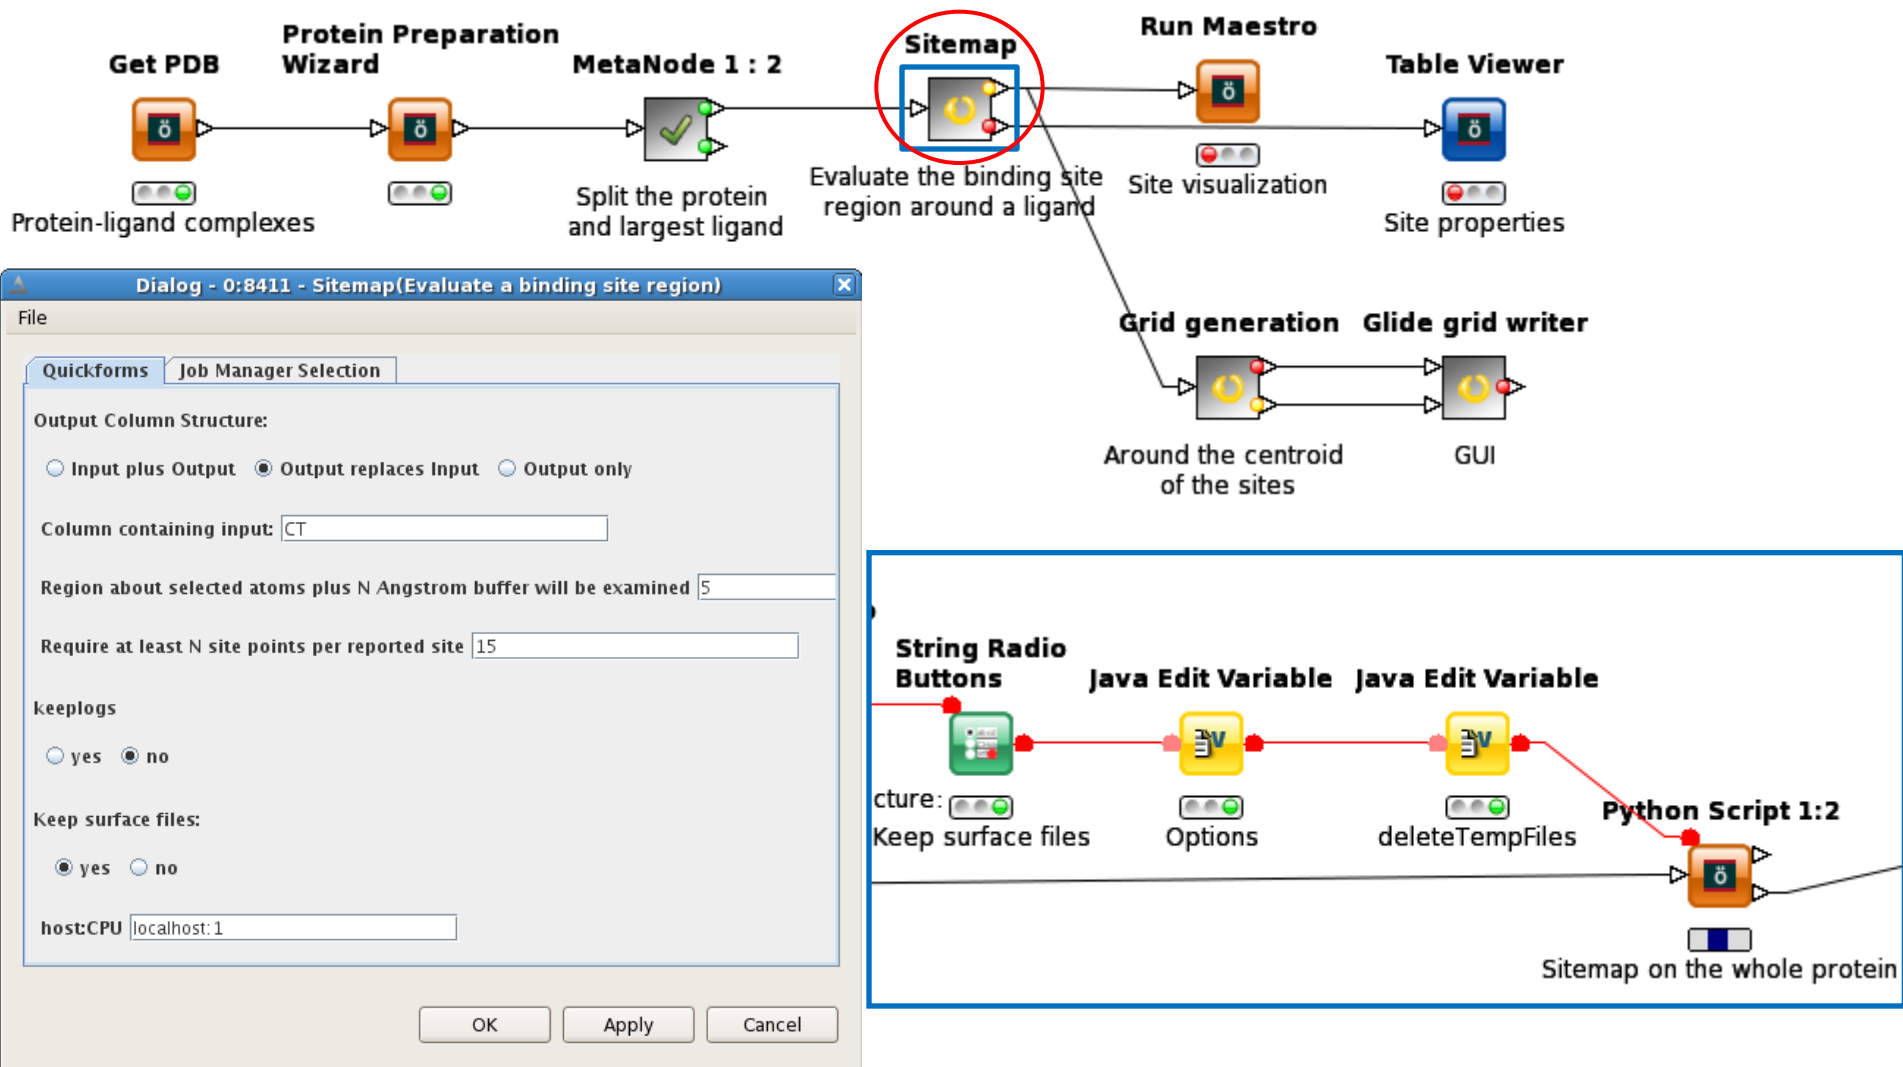 Get PDB
Protein Preparation
Wizard
MetaNode 1 : 2
Sitemap
Run Maestro
Table Viewer
Protein-ligand complexes
Split the protein
and largest ligand
Evaluate the binding site
region around a ligand
Site visualization
Site properties
Grid generation
Glide grid writer
Around the centroid
of the sites
GUI
Dialog - 0:8411 - Sitemap(Evaluate a binding site region)
File
Quickforms
Job Manager Selection
Output Column Structure:
Input plus Output
Output replaces Input
Output only
Column containing input: CT
Region about selected atoms plus N Angstrom buffer will be examined 5
Require at least N site points per reported site 15
keeplogs
yes no
Keep surface files:
yes no
host:CPU localhost:1
OK
Apply
Cancel
String Radio
Buttons
Java Edit Variable
Java Edit Variable
Python Script 1:2
cture:
Keep surface files
Options
deleteTempFiles
Sitemap on the whole protein